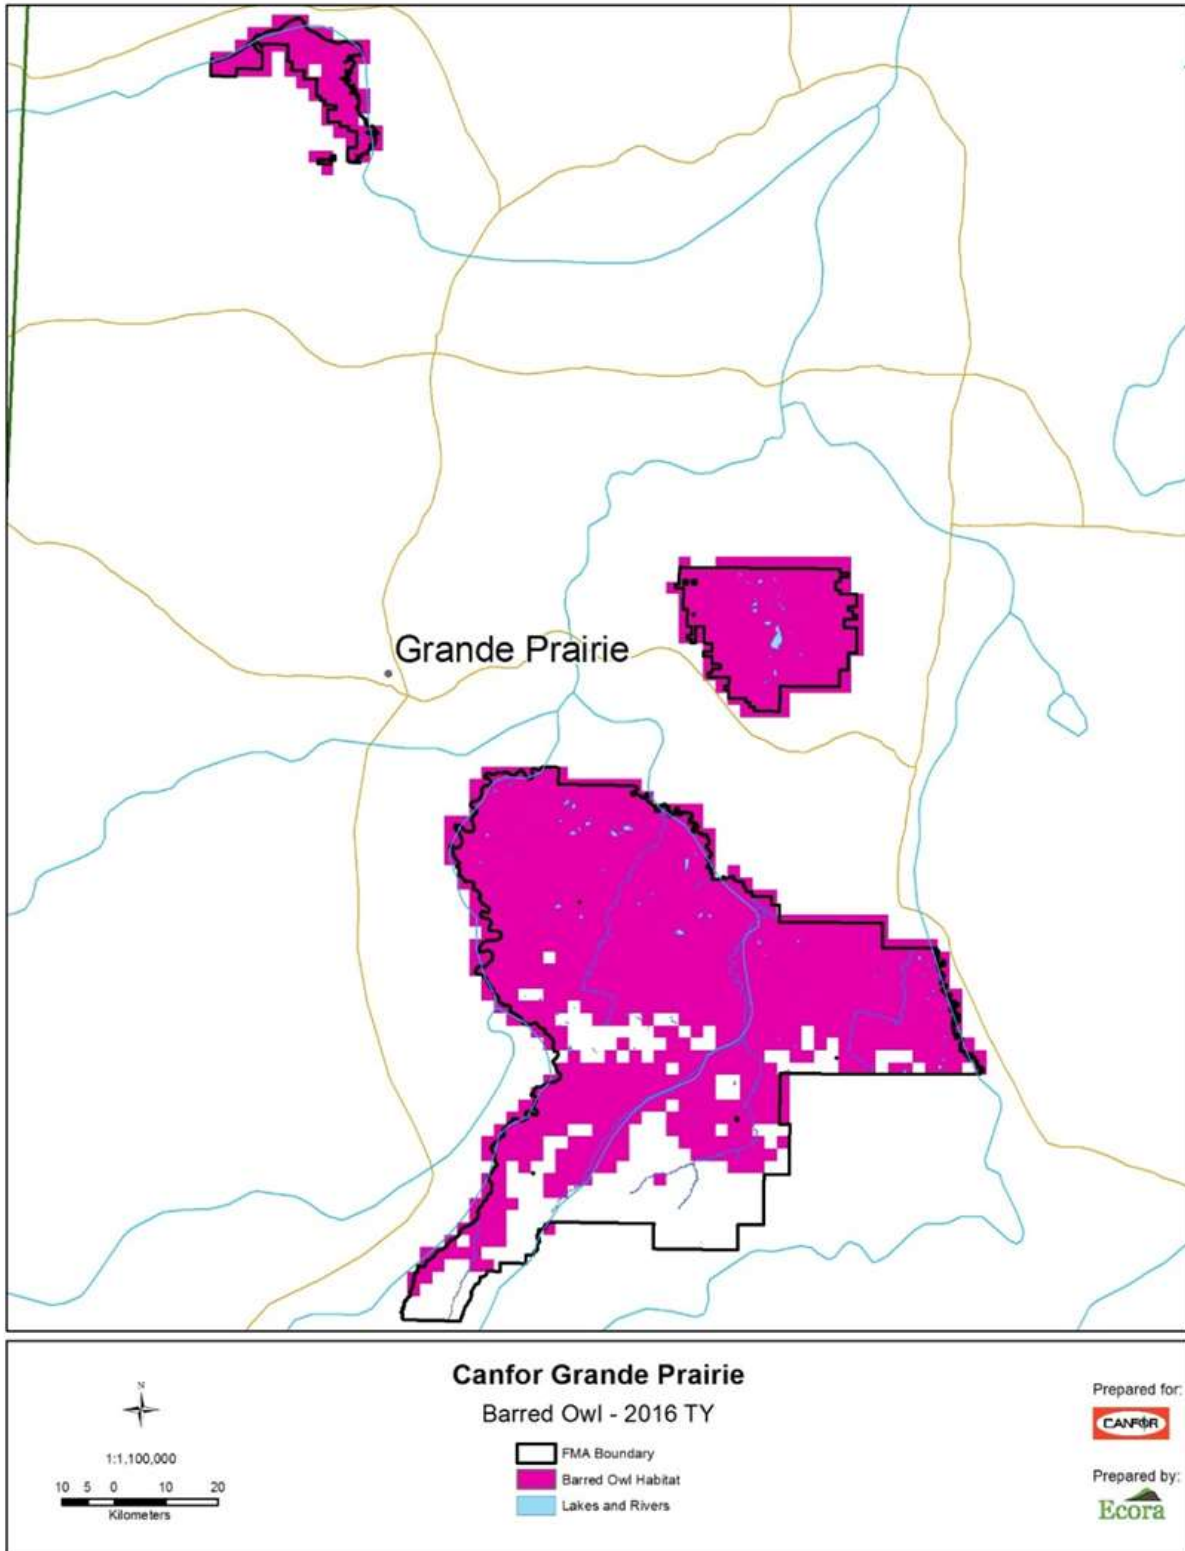 Grande Prairie
Canfor Grande Prairie
Barred Owl - 2016 TY
N
1:1,100,000
10 5 0 10 20
Kilometers
FMA Boundary
Barred Owl Habitat
Lakes and Rivers
Prepared for:
CANFOR
Prepared by:
Ecora